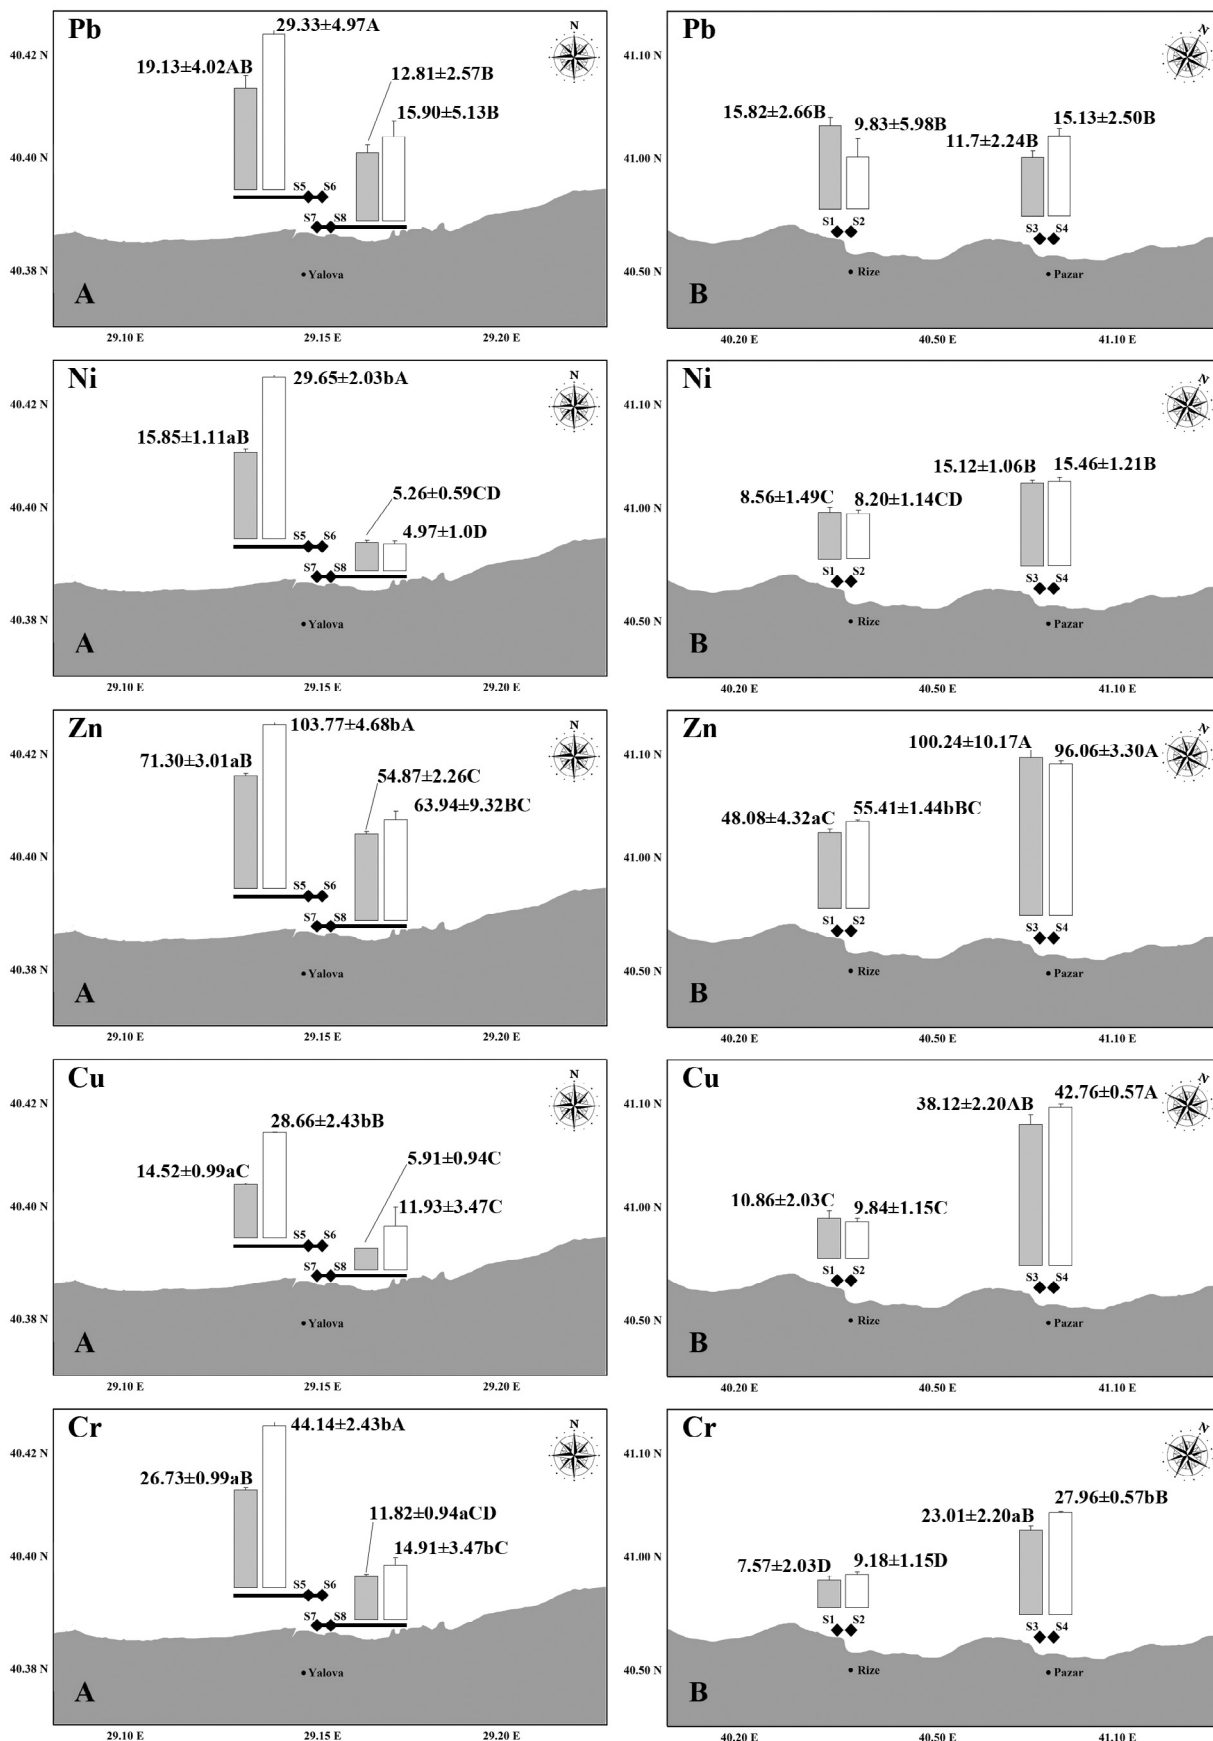 Pb
29.33±4.97A
N
19.13±4.02AB
12.81±2.57B
15.90±5.13B
40.42 N
40.40 N
40.38 N
S5 S6
S7 S8
Yalova
A
29.10 E 29.15 E 29.20 E
Pb
N
15.82±2.66B
9.83±5.98B
11.7±2.24B
15.13±2.50B
41.10 N
41.00 N
40.50 N
S1 S2
S3 S4
Rize
Pazar
B
40.20 E 40.50 E 41.10 E
Ni
29.65±2.03bA
N
15.85±1.11aB
5.26±0.59CD
4.97±1.0D
40.42 N
40.40 N
40.38 N
S5 S6
S7 S8
Yalova
A
29.10 E 29.15 E 29.20 E
Ni
N
8.56±1.49C
8.20±1.14CD
15.12±1.06B
15.46±1.21B
41.10 N
41.00 N
40.50 N
S1 S2
S3 S4
Rize
Pazar
B
40.20 E 40.50 E 41.10 E
Zn
103.77±4.68bA
N
71.30±3.01aB
54.87±2.26C
63.94±9.32BC
40.42 N
40.40 N
40.38 N
S5 S6
S7 S8
Yalova
A
29.10 E 29.15 E 29.20 E
Zn
N
48.08±4.32aC
55.41±1.44bBC
100.24±10.17A
96.06±3.30A
41.10 N
41.00 N
40.50 N
S1 S2
S3 S4
Rize
Pazar
B
40.20 E 40.50 E 41.10 E
Cu
28.66±2.43bB
N
14.52±0.99aC
5.91±0.94C
11.93±3.47C
40.42 N
40.40 N
40.38 N
S5 S6
S7 S8
Yalova
A
29.10 E 29.15 E 29.20 E
Cu
N
10.86±2.03C
9.84±1.15C
38.12±2.20AB
42.76±0.57A
41.10 N
41.00 N
40.50 N
S1 S2
S3 S4
Rize
Pazar
B
40.20 E 40.50 E 41.10 E
Cr
44.14±2.43bA
N
26.73±0.99aB
11.82±0.94aCD
14.91±3.47bC
40.42 N
40.40 N
40.38 N
S5 S6
S7 S8
Yalova
A
29.10 E 29.15 E 29.20 E
Cr
N
7.57±2.03D
9.18±1.15D
23.01±2.20aB
27.96±0.57bB
41.10 N
41.00 N
40.50 N
S1 S2
S3 S4
Rize
Pazar
B
40.20 E 40.50 E 41.10 E